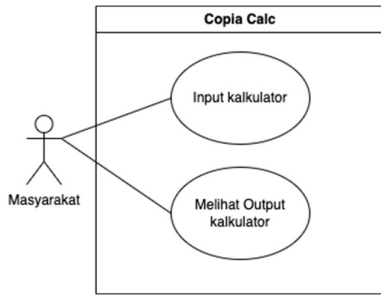 Copia Calc
Input kalkulator
Masyarakat
Melihat Output
kalkulator